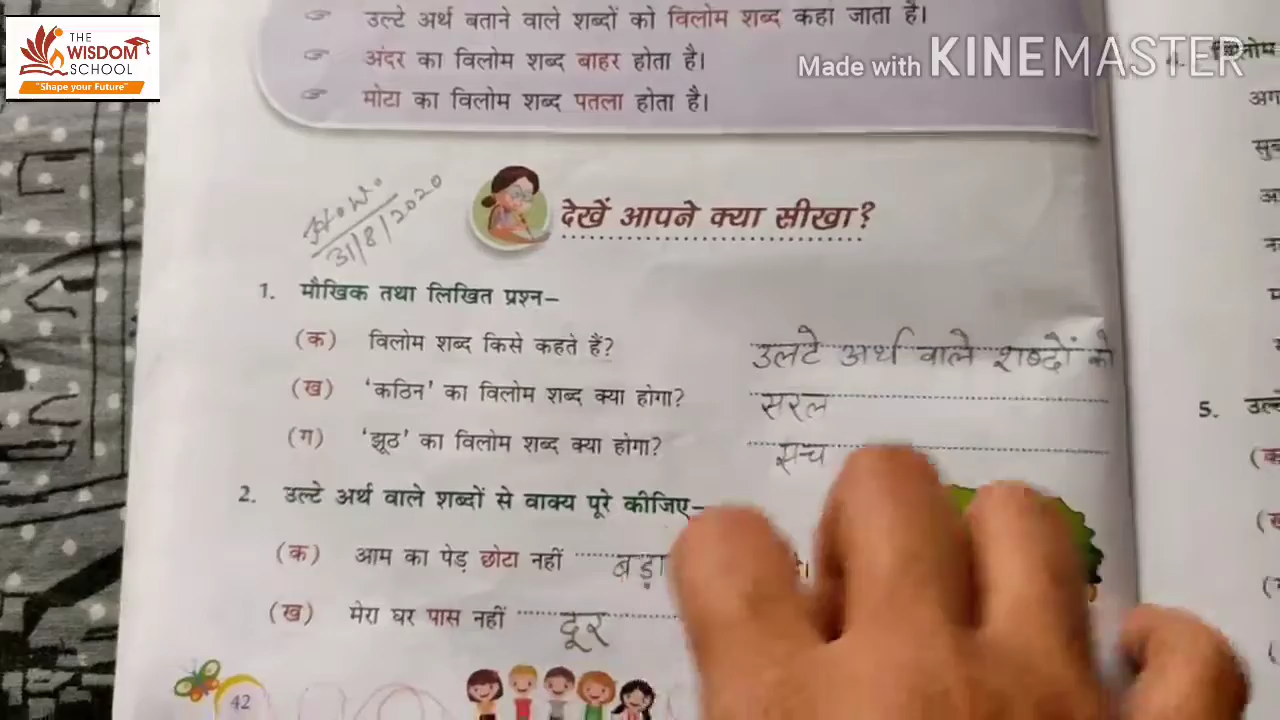 THE
WISDOM
SCHOOL
"Shape your Future"
Made with KINEMASTER
उल्टे अर्थ बताने वाले शब्दों को विलोम शब्द कहा जाता है।
अंदर का विलोम शब्द बाहर होता है।
मोटा का विलोम शब्द पतला होता है।
31/8/2020
देखें आपने क्या सीखा?
1. मौखिक तथा लिखित प्रश्न–
(क) विलोम शब्द किसे कहते हैं? उलटे अर्थ वाले शब्दों को
(ख) 'कठिन' का विलोम शब्द क्या होगा? सरल
(ग) 'झूठ' का विलोम शब्द क्या होगा? सच
2. उल्टे अर्थ वाले शब्दों से वाक्य पूरे कीजिए–
(क) आम का पेड़ छोटा नहीं बड़ा
(ख) मेरा घर पास नहीं दूर
42
5.